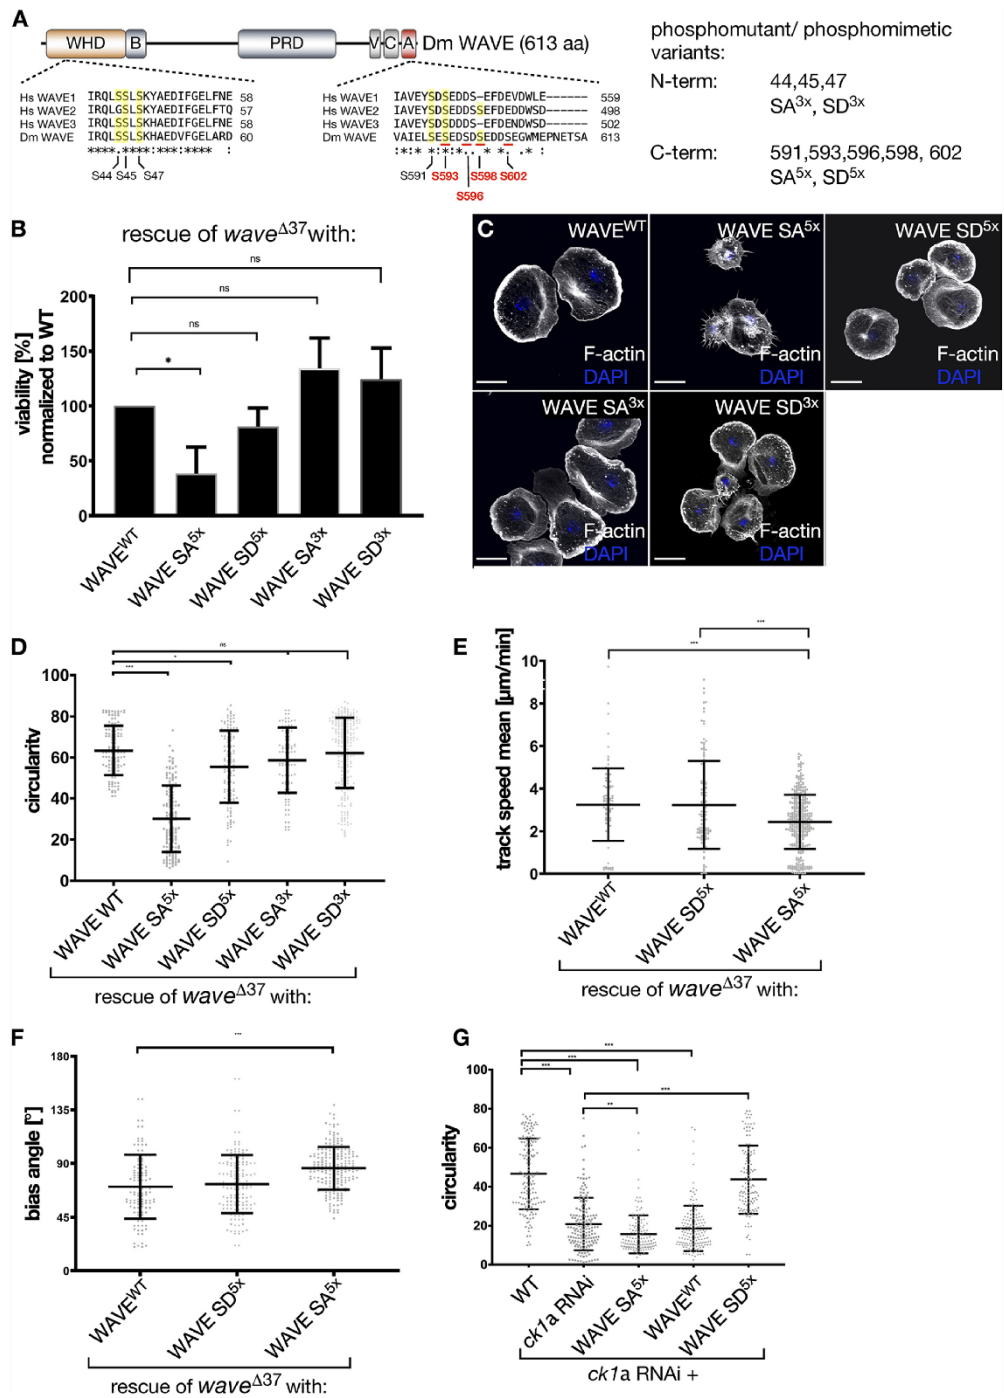 A
WHD B PRD V C A Dm WAVE (613 aa)
phosphomutant/ phosphomimetic
variants:
N-term: 44,45,47
SA3x, SD3x
C-term: 591,593,596,598, 602
SA5x, SD5x
Hs WAVE1 IRQLSSLSKYAEDIFGELFNE 58
Hs WAVE2 IRQLGSLSKYAEDIFGELFTQ 57
Hs WAVE3 IRQLSSLSKHAEDIFGELFNE 58
Dm WAVE IRQLSSLSKHAEDVFGELARD 60
****.*** *** **** :
S44 S45 S47
Hs WAVE1 IAVEYSDSEDDS-EFDEVDWLE------ 559
Hs WAVE2 IAVEYSDSEDDSSEFDEDDWSD------ 498
Hs WAVE3 IAVEYSDSDDDS-EFDENDWSD------ 502
Dm WAVE VAIELSESEDSDSEDDSEGWMEPNETSA 613
S591 S593 S598 S602
S596
B
rescue of waveΔ37 with:
ns
ns
ns
*
viability [%]
normalized to WT
200
150
100
50
0
WAVEWT
WAVE SA5x
WAVE SD5x
WAVE SA3x
WAVE SD3x
C
WAVEWT
F-actin
DAPI
WAVE SA5x
F-actin
DAPI
WAVE SD5x
F-actin
DAPI
WAVE SA3x
F-actin
DAPI
WAVE SD3x
F-actin
DAPI
D
ns
*
***
circularity
100
80
60
40
20
0
WAVE WT
WAVE SA5x
WAVE SD5x
WAVE SA3x
WAVE SD3x
rescue of waveΔ37 with:
E
***
***
track speed mean [µm/min]
10
8
6
4
2
0
WAVEWT
WAVE SD5x
WAVE SA5x
rescue of waveΔ37 with:
F
***
bias angle [°]
180
135
90
45
0
WAVEWT
WAVE SD5x
WAVE SA5x
rescue of waveΔ37 with:
G
***
***
***
***
**
circularity
100
80
60
40
20
0
WT
ck1a RNAi
WAVE SA5x
WAVEWT
WAVE SD5x
ck1a RNAi +